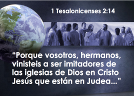 1 Tesalonicenses 2:14
"Porque vosotros, hermanos,
vinisteis a ser imitadores de
las iglesias de Dios en Cristo
Jesús que están en Judea..."